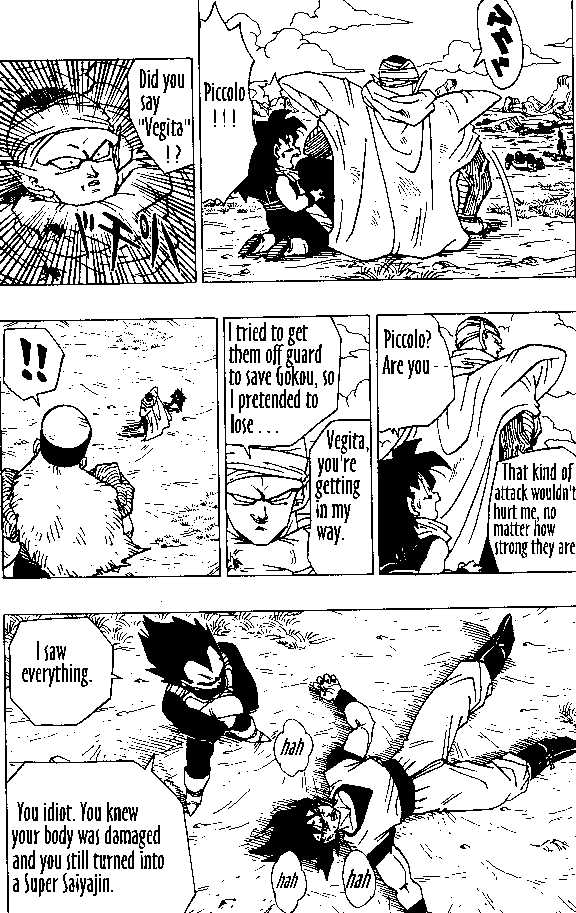 Piccolo
! ! !
Did you
say
"Vegita"
! ?
Piccolo?
Are you
That kind of
attack wouldn't
hurt me, no
matter how
strong they are
I tried to get
them off guard
to save Gokou, so
I pretended to
lose . . .
Vegita,
you're
getting
in my
way.
!!
I saw
everything.
You idiot. You knew
your body was damaged
and you still turned into
a Super Saiyajin.
hah
hah
hah